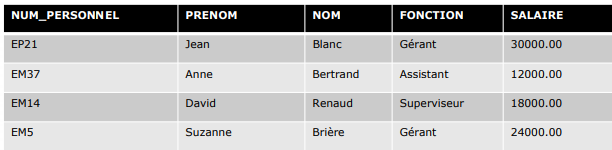 NUM_PERSONNEL PRENOM NOM FONCTION SALAIRE
EP21 Jean Blanc Gérant 30000.00
EM37 Anne Bertrand Assistant 12000.00
EM14 David Renaud Superviseur 18000.00
EM5 Suzanne Brière Gérant 24000.00